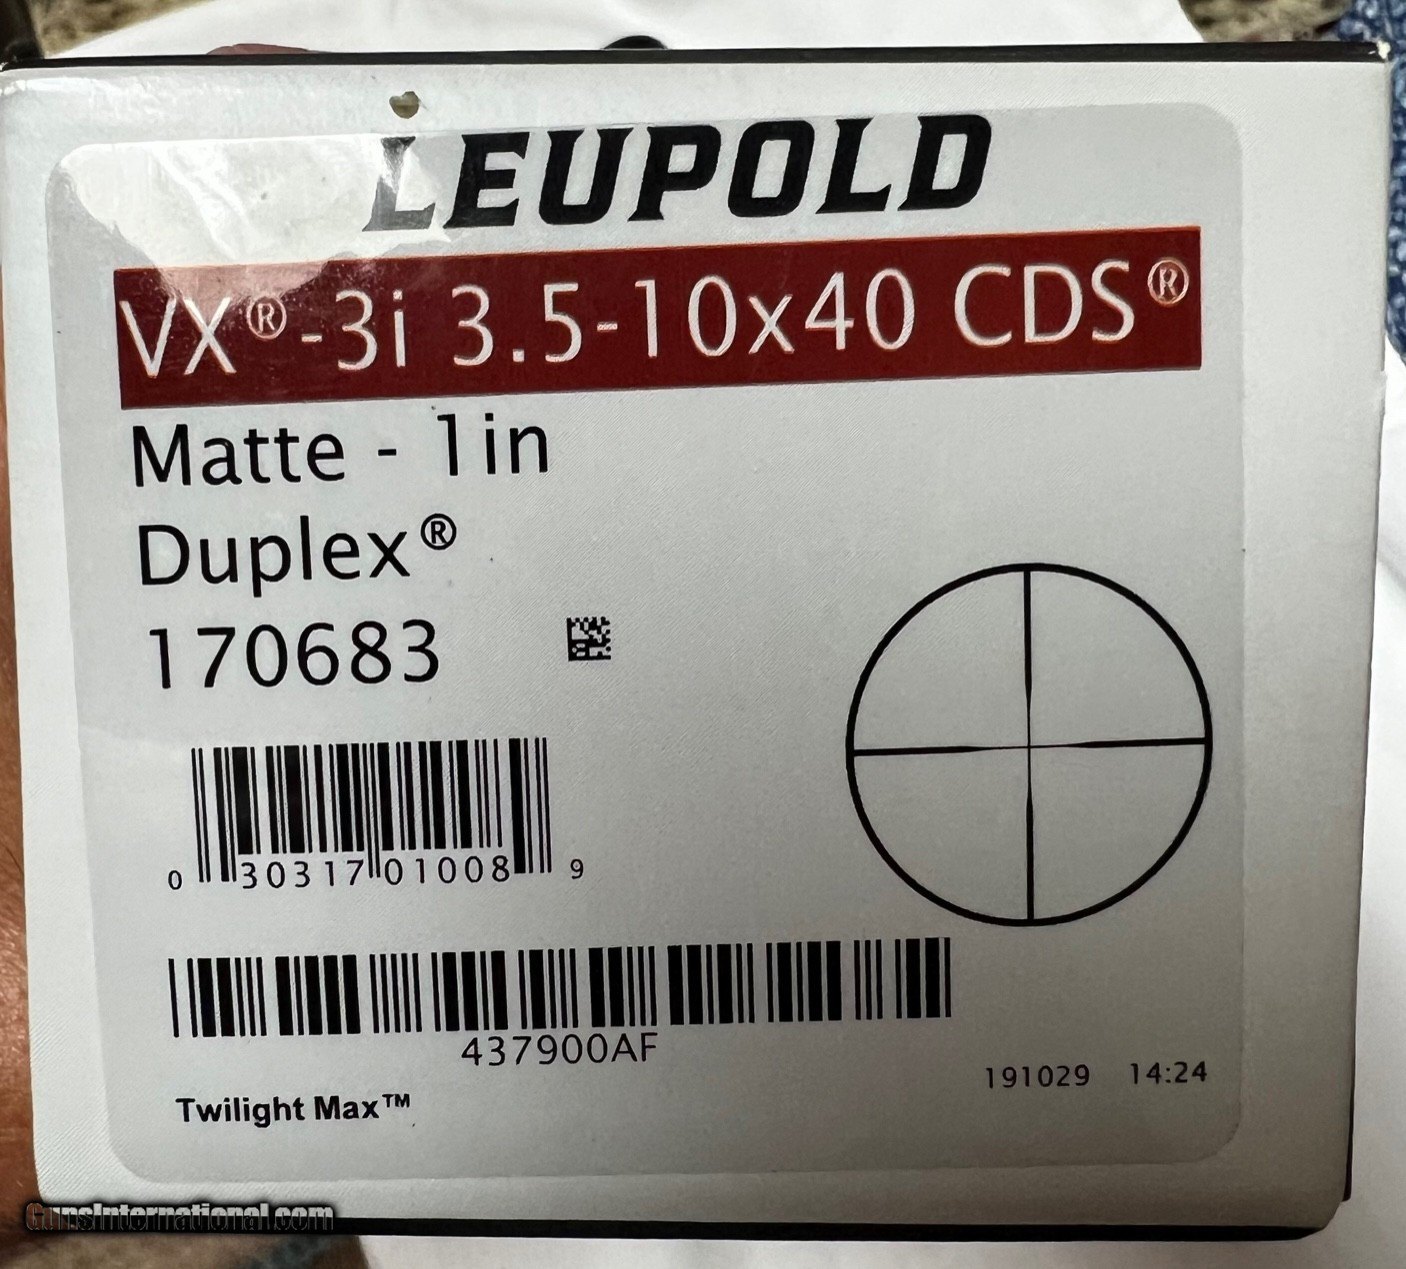 LEUPOLD
VX®-3i 3.5-10x40 CDS®
Matte - 1in
Duplex®
170683
0 30317 01008 9
437900AF
191029 14:24
Twilight Max™
GunsInternational.com